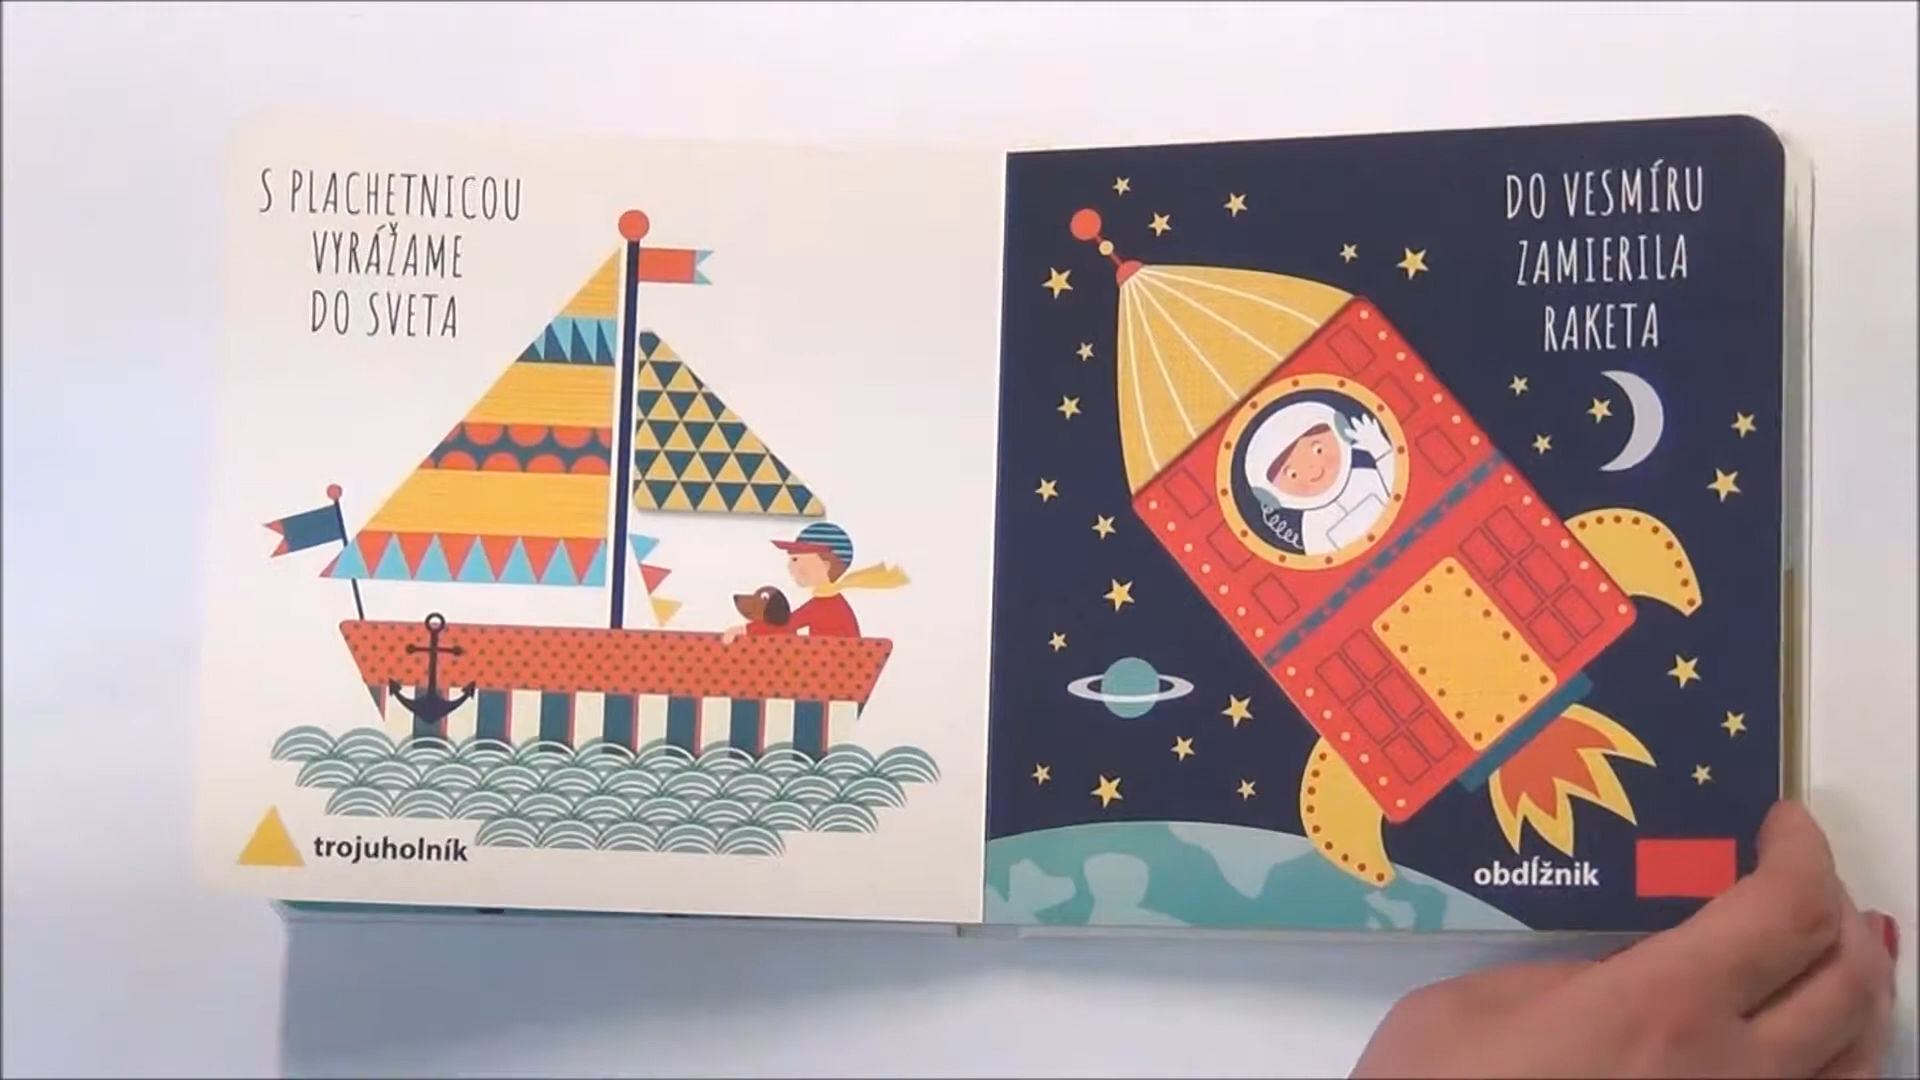 S PLACHETNICOU
VYRÁŽAME
DO SVETA
trojuholník
DO VESMÍRU
ZAMIERILA
RAKETA
obdĺžnik